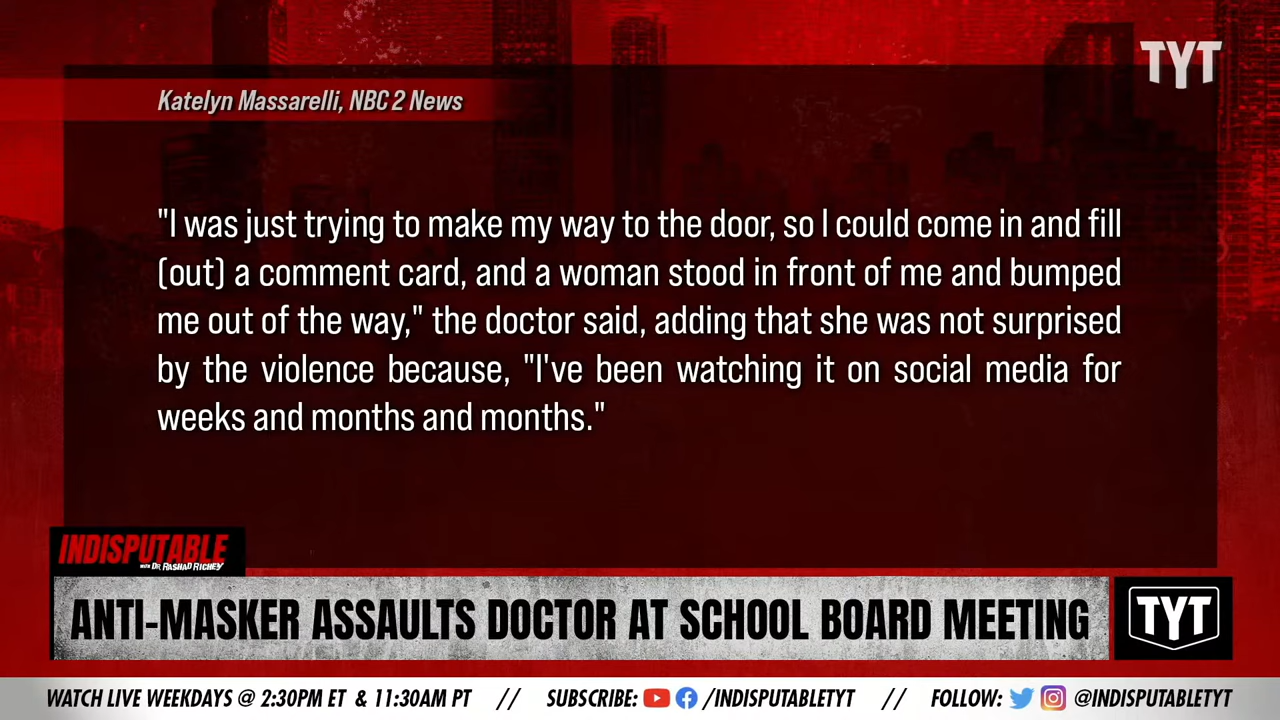 TYT
Katelyn Massarelli, NBC 2 News
"I was just trying to make my way to the door, so I could come in and fill
(out) a comment card, and a woman stood in front of me and bumped
me out of the way," the doctor said, adding that she was not surprised
by the violence because, "I've been watching it on social media for
weeks and months and months."
INDISPUTABLE
WITH DR. RASHAD RICHEY
ANTI-MASKER ASSAULTS DOCTOR AT SCHOOL BOARD MEETING
TYT
WATCH LIVE WEEKDAYS @ 2:30PM ET & 11:30AM PT // SUBSCRIBE: /INDISPUTABLETYT // FOLLOW: @INDISPUTABLETYT